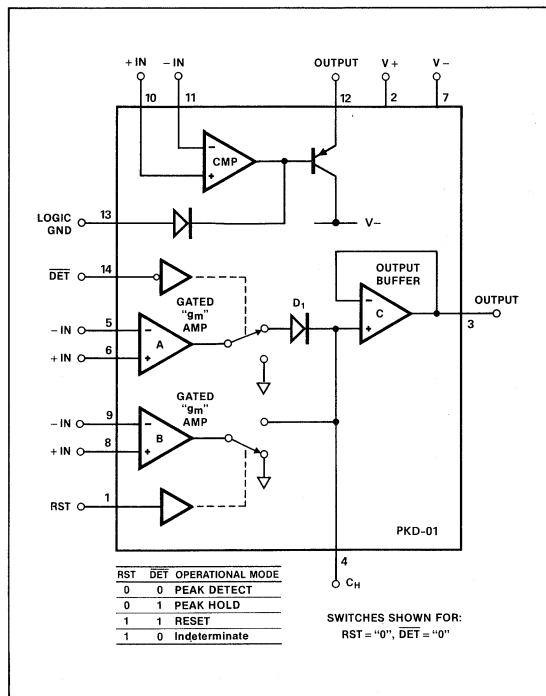 + IN - IN OUTPUT V + V -
10 11 12 2 7
- CMP +
LOGIC GND 13
V-
DET 14
OUTPUT BUFFER
GATED "gm" AMP
D1
- C +
OUTPUT
3
- IN 5 -
A
+ IN 6 +
GATED "gm" AMP
- IN 9 -
B
+ IN 8 +
RST 1
PKD-01
4
CH
RST DET OPERATIONAL MODE
0 0 PEAK DETECT
0 1 PEAK HOLD
1 1 RESET
1 0 Indeterminate
SWITCHES SHOWN FOR:
RST = "0", DET = "0"